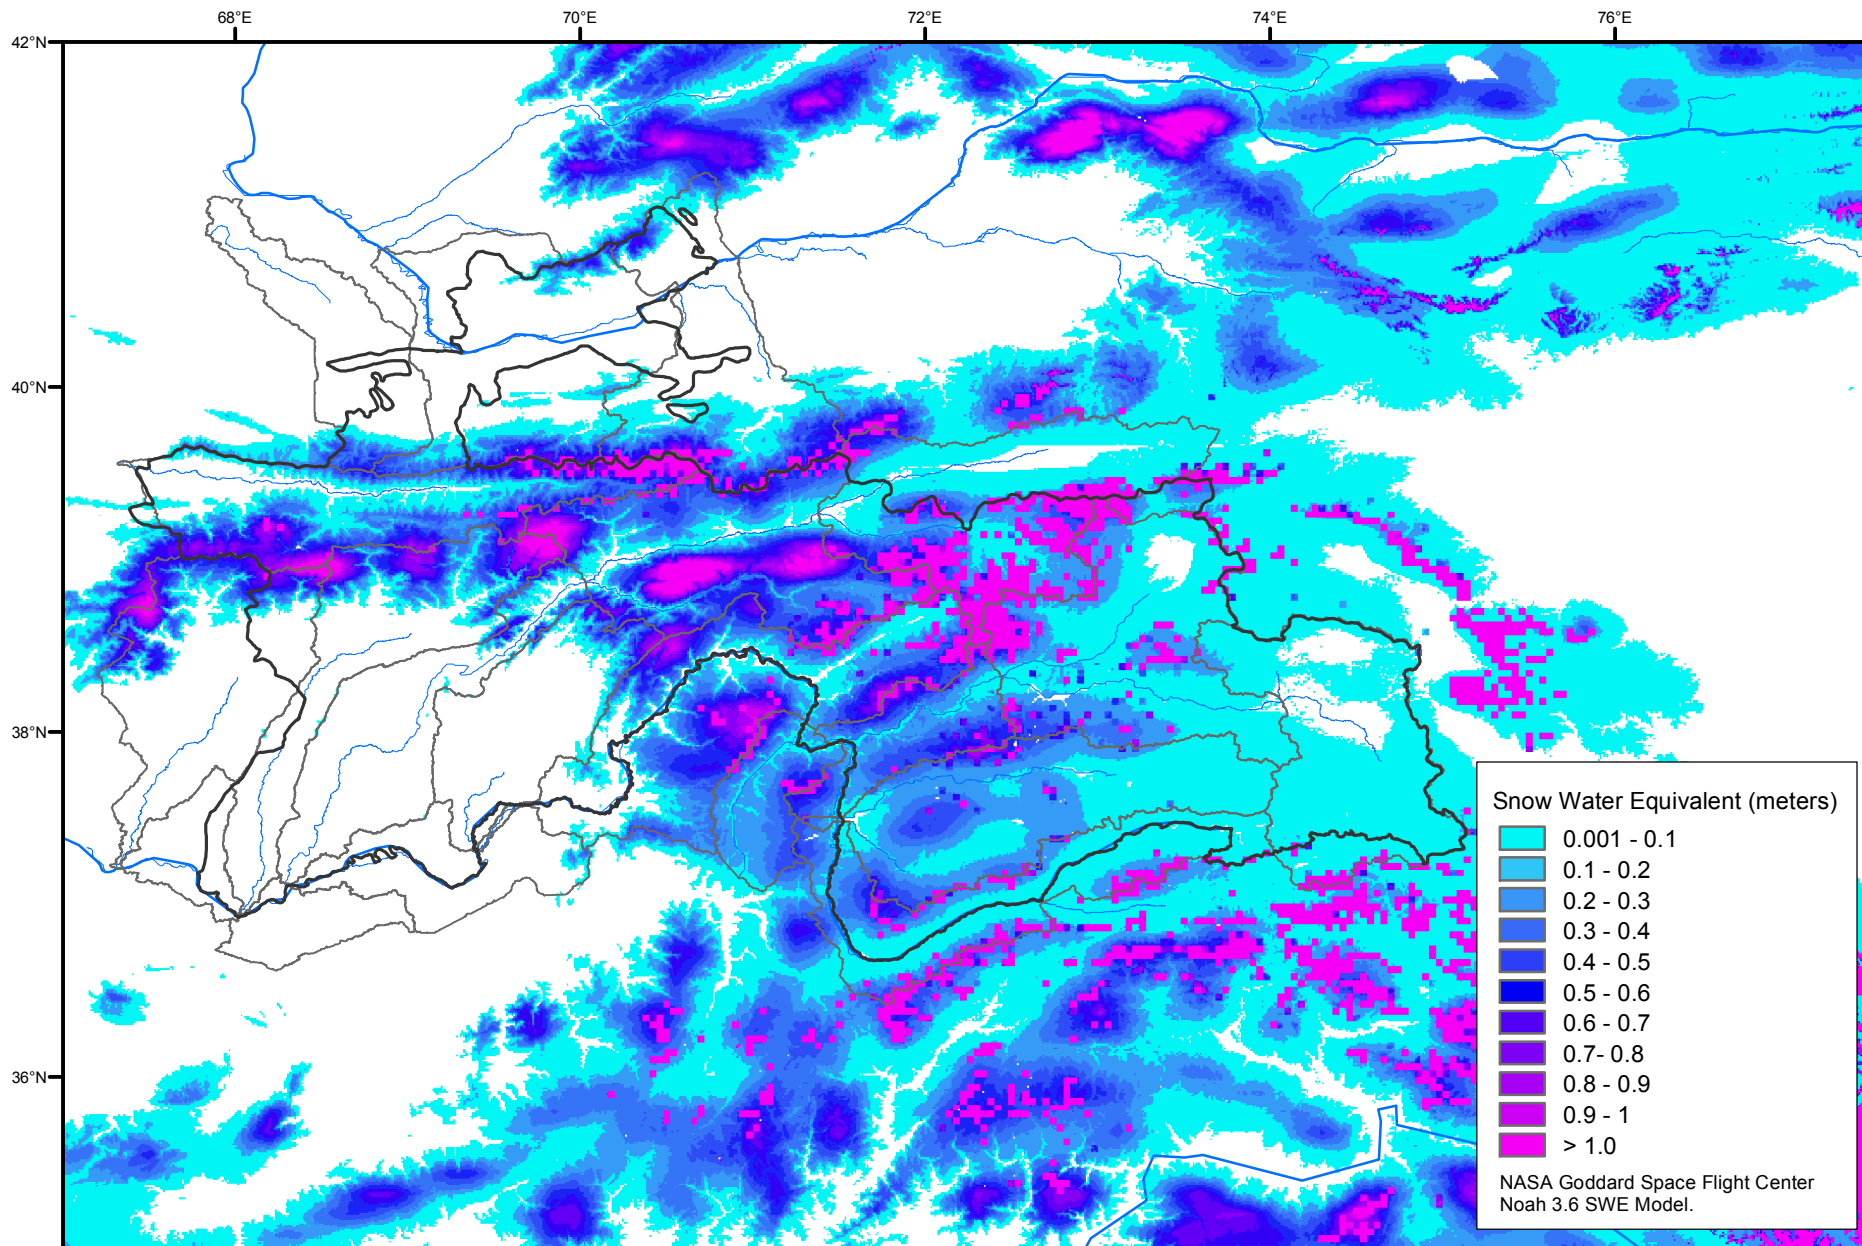 68°E 70°E 72°E 74°E 76°E
42°N
40°N
38°N
36°N
Snow Water Equivalent (meters)
0.001 - 0.1
0.1 - 0.2
0.2 - 0.3
0.3 - 0.4
0.4 - 0.5
0.5 - 0.6
0.6 - 0.7
0.7- 0.8
0.8 - 0.9
0.9 - 1
> 1.0
NASA Goddard Space Flight Center
Noah 3.6 SWE Model.